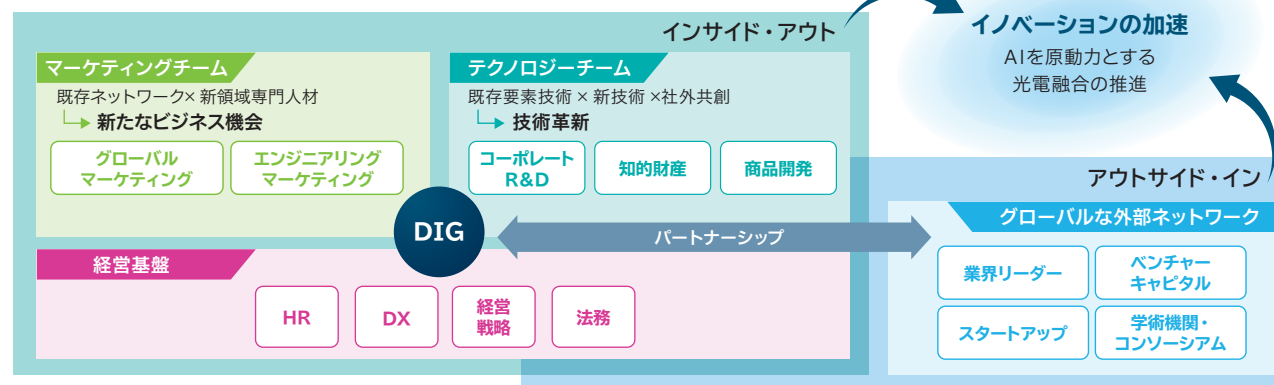 インサイド・アウト
マーケティングチーム
既存ネットワーク× 新領域専門人材
新たなビジネス機会
グローバル
マーケティング
エンジニアリング
マーケティング
テクノロジーチーム
既存要素技術 × 新技術 ×社外共創
技術革新
コーポレート
R&D
知的財産
商品開発
DIG
パートナーシップ
経営基盤
HR
DX
経営
戦略
法務
イノベーションの加速
AIを原動力とする
光電融合の推進
アウトサイド・イン
グローバルな外部ネットワーク
業界リーダー
ベンチャー
キャピタル
スタートアップ
学術機関・
コンソーシアム